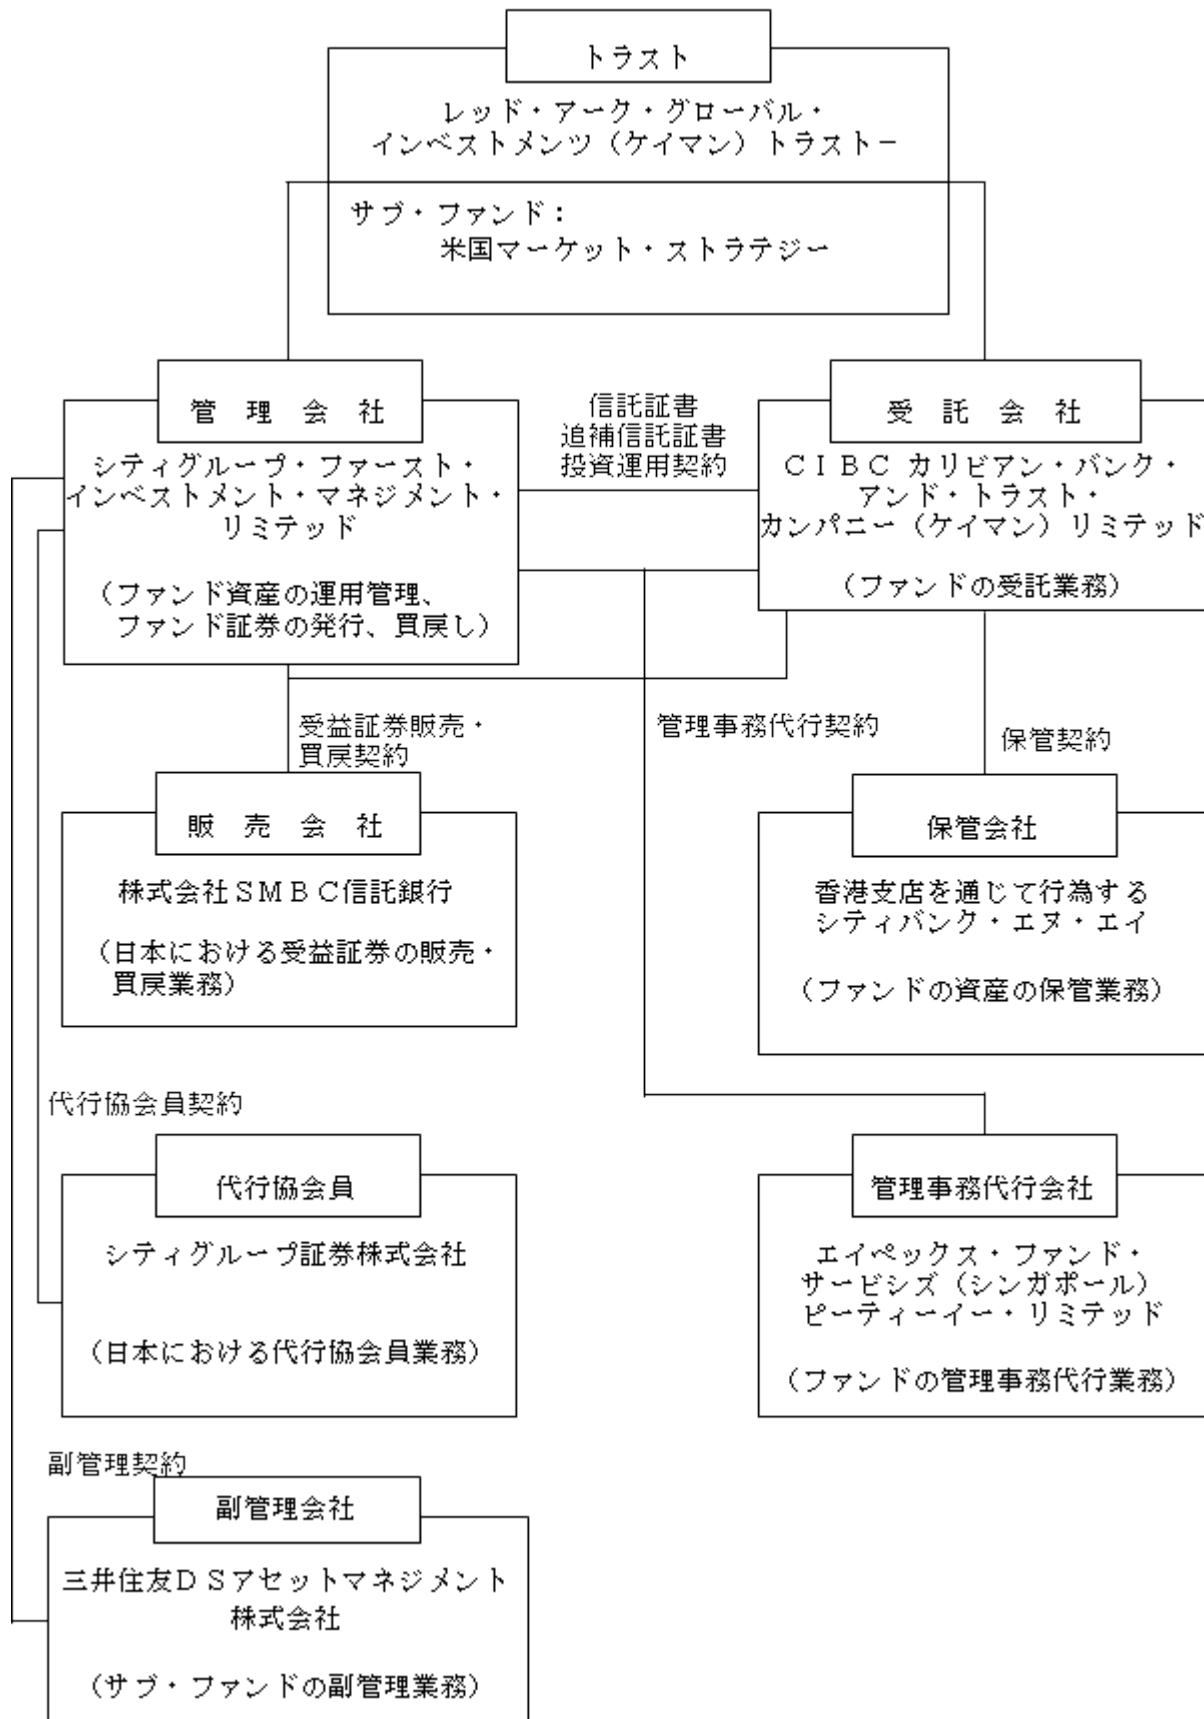 トラスト
レッド・アーク・グローバル・
インベストメンツ（ケイマン）トラスト－
サブ・ファンド：
米国マーケット・ストラテジー
管　理　会　社
シティグループ・ファースト・
インベストメント・マネジメント・
リミテッド
（ファンド資産の運用管理、
ファンド証券の発行、買戻し）
信託証書
追補信託証書
投資運用契約
受　託　会　社
ＣＩＢＣ カリビアン・バンク・
アンド・トラスト・
カンパニー（ケイマン）リミテッド
（ファンドの受託業務）
受益証券販売・
買戻契約
管理事務代行契約
保管契約
販　売　会　社
株式会社ＳＭＢＣ信託銀行
（日本における受益証券の販売・
買戻業務）
保管会社
香港支店を通じて行為する
シティバンク・エヌ・エイ
（ファンドの資産の保管業務）
代行協会員契約
代行協会員
シティグループ証券株式会社
（日本における代行協会員業務）
管理事務代行会社
エイペックス・ファンド・
サービシズ（シンガポール）
ピーティーイー・リミテッド
（ファンドの管理事務代行業務）
副管理契約
副管理会社
三井住友ＤＳアセットマネジメント
株式会社
（サブ・ファンドの副管理業務）